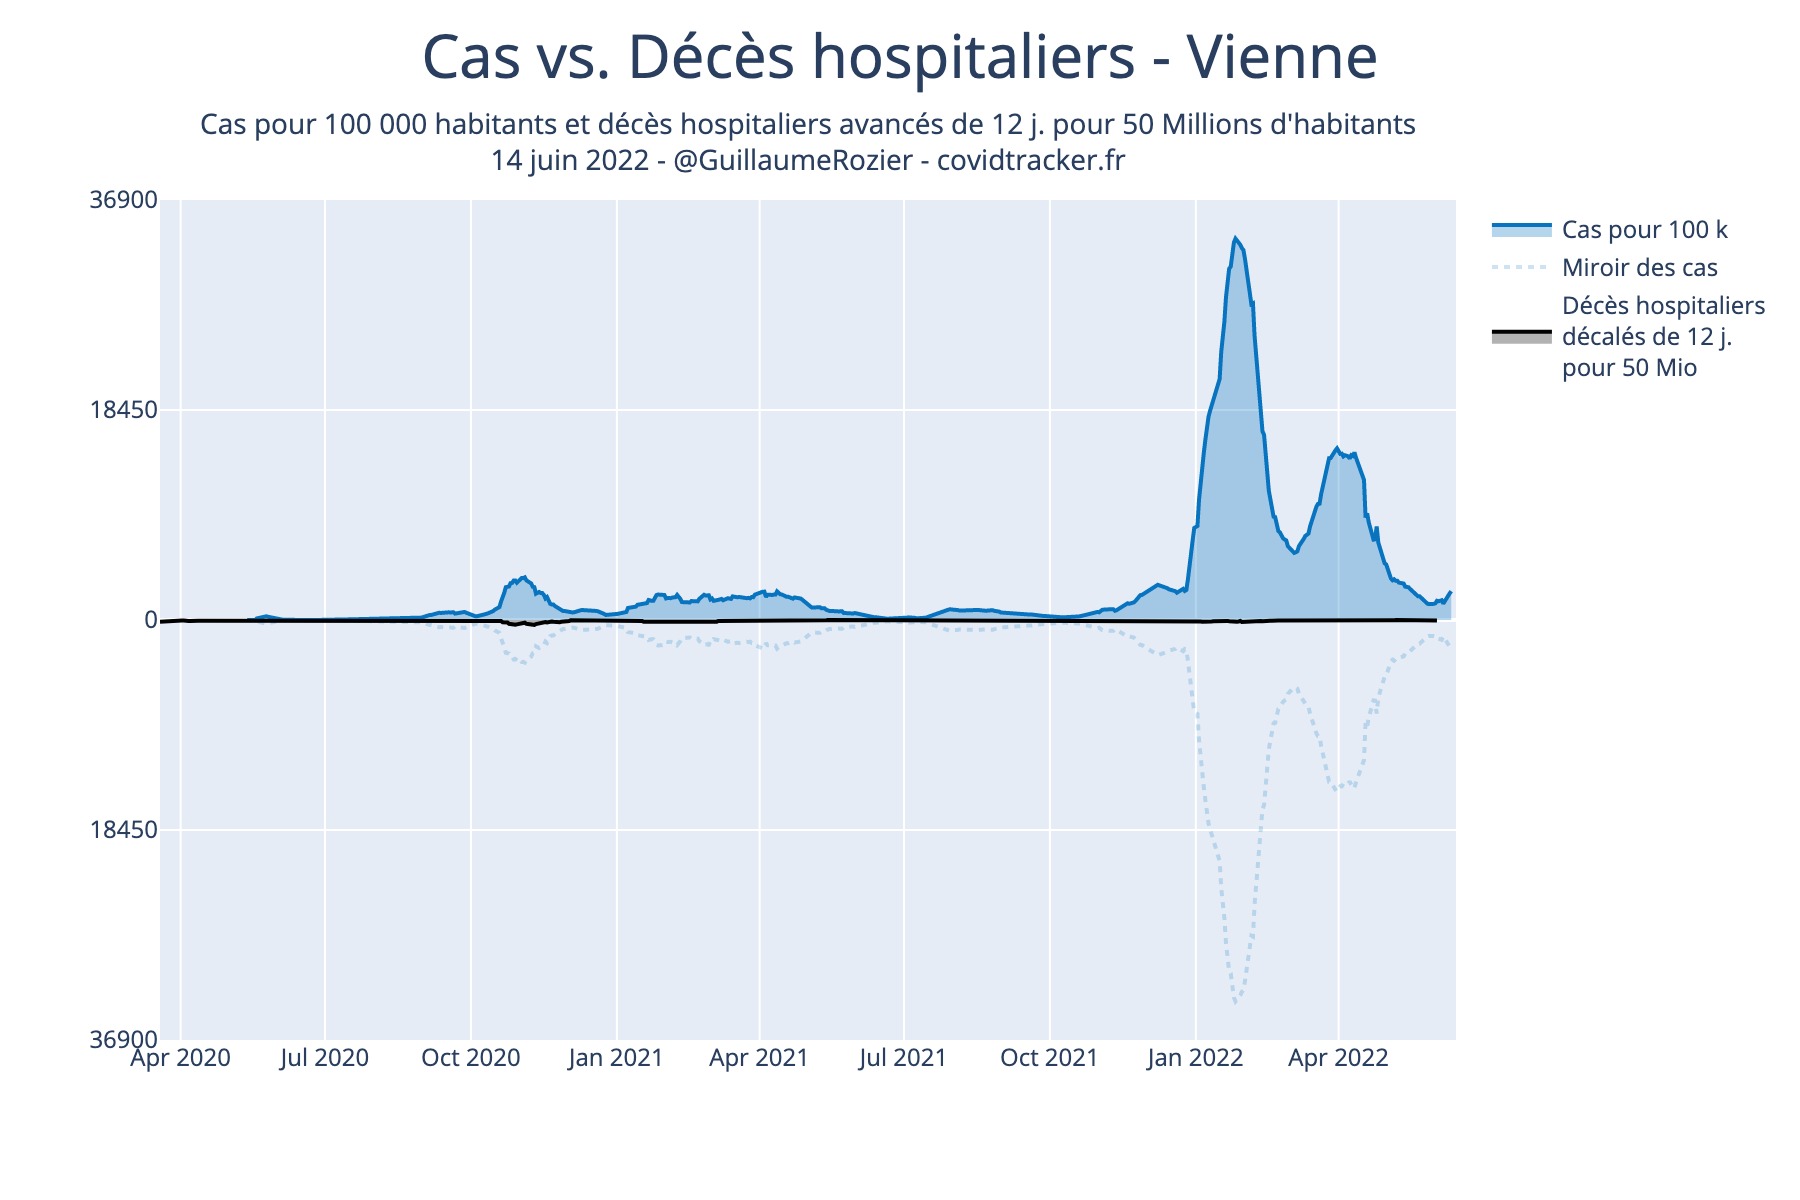 Cas vs. Décès hospitaliers - Vienne
Cas pour 100 000 habitants et décès hospitaliers avancés de 12 j. pour 50 Millions d'habitants
14 juin 2022 - @GuillaumeRozier - covidtracker.fr
36900
18450
0
18450
36900
Apr 2020
Jul 2020
Oct 2020
Jan 2021
Apr 2021
Jul 2021
Oct 2021
Jan 2022
Apr 2022
Cas pour 100 k
Miroir des cas
Décès hospitaliers
décalés de 12 j.
pour 50 Mio